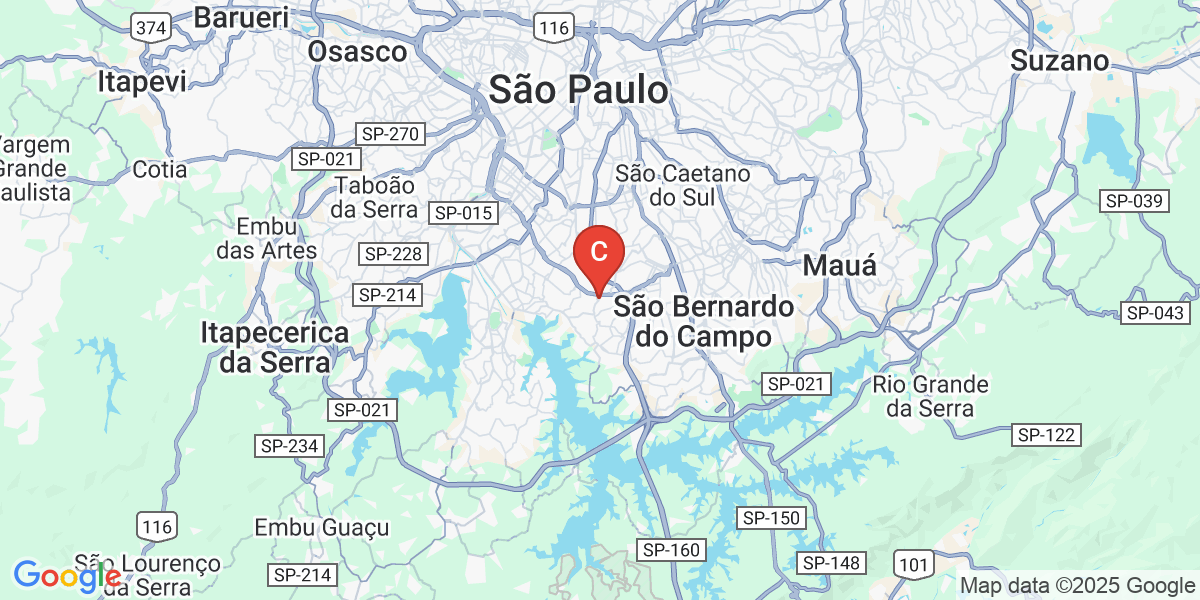 Barueri
374
116
Osasco
Itapevi
São Paulo
Suzano
SP-270
Vargem
Grande
Paulista
SP-021
Cotia
São Caetano
do Sul
Taboão
da Serra
SP-015
SP-039
Embu
das Artes
SP-228
C
Mauá
SP-214
São Bernardo
do Campo
SP-043
Itapecerica
da Serra
SP-021
Rio Grande
da Serra
SP-021
SP-122
SP-234
SP-150
116
Embu Guaçu
SP-160
SP-148
101
São Lourenço
da Serra
SP-214
Google
Map data ©2025 Google